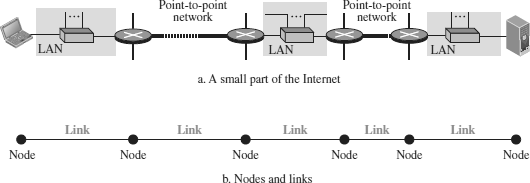 Point-to-point network
Point-to-point network
LAN
LAN
LAN
a. A small part of the Internet
Link Link Link Link Link
Node Node Node Node Node Node
b. Nodes and links